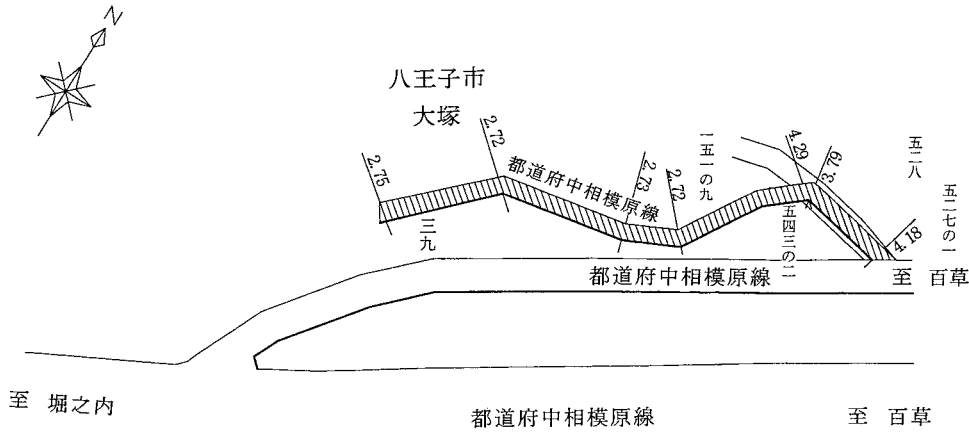 N
八王子市
大塚
2.75
2.72
都道府中相模原線
2.73
2.72
一五一の九
4.29
3.79
五二八
五二七の一
4.18
三九
五四三の二
都道府中相模原線
至 百草
至 堀之内
都道府中相模原線
至 百草